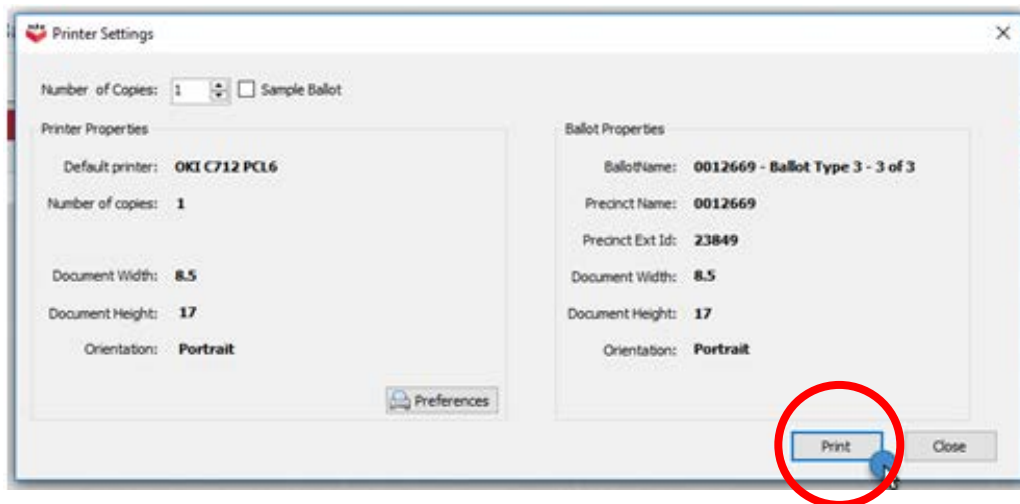 Printer Settings
Number of Copies: 1 Sample Ballot
Printer Properties
Default printer: OKI C712 PCL6
Number of copies: 1
Document Width: 8.5
Document Height: 17
Orientation: Portrait
Preferences
Ballot Properties
BallotName: 0012669 - Ballot Type 3 - 3 of 3
Precinct Name: 0012669
Precinct Ext Id: 23849
Document Width: 8.5
Document Height: 17
Orientation: Portrait
Print Close